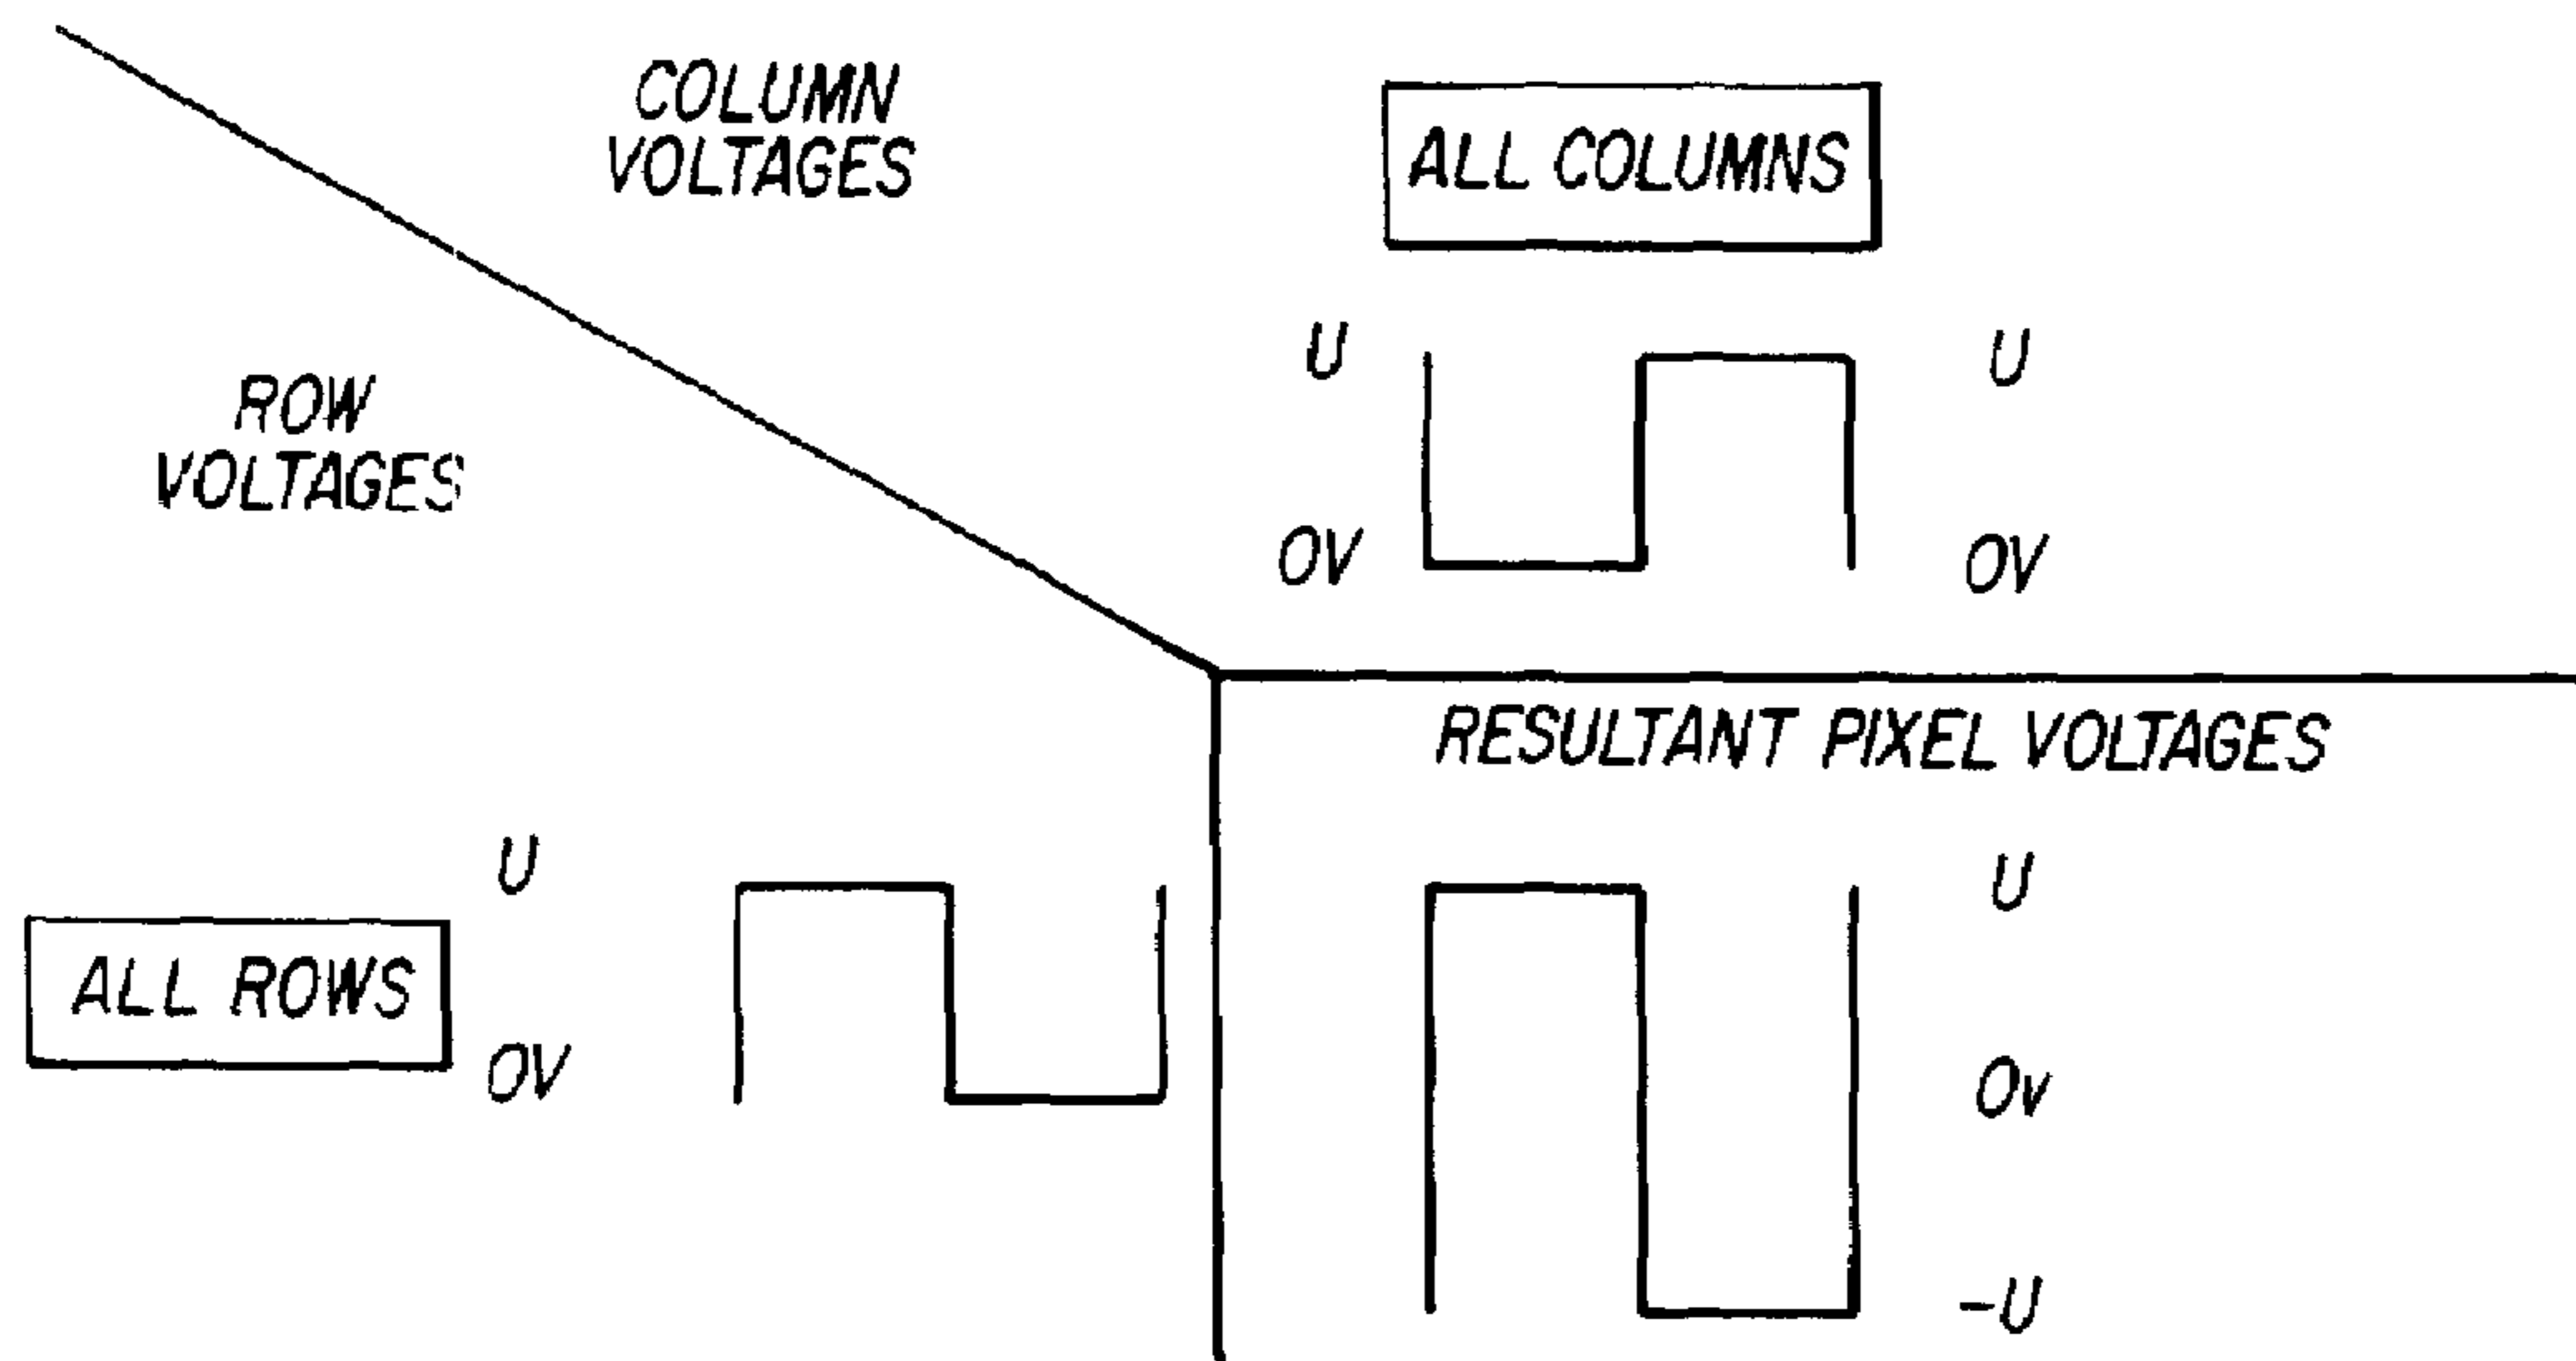 COLUMN
VOLTAGES
ALL COLUMNS
U
U
0V
0V
ROW
VOLTAGES
RESULTANT PIXEL VOLTAGES
U
ALL ROWS
0V
U
0v
-U